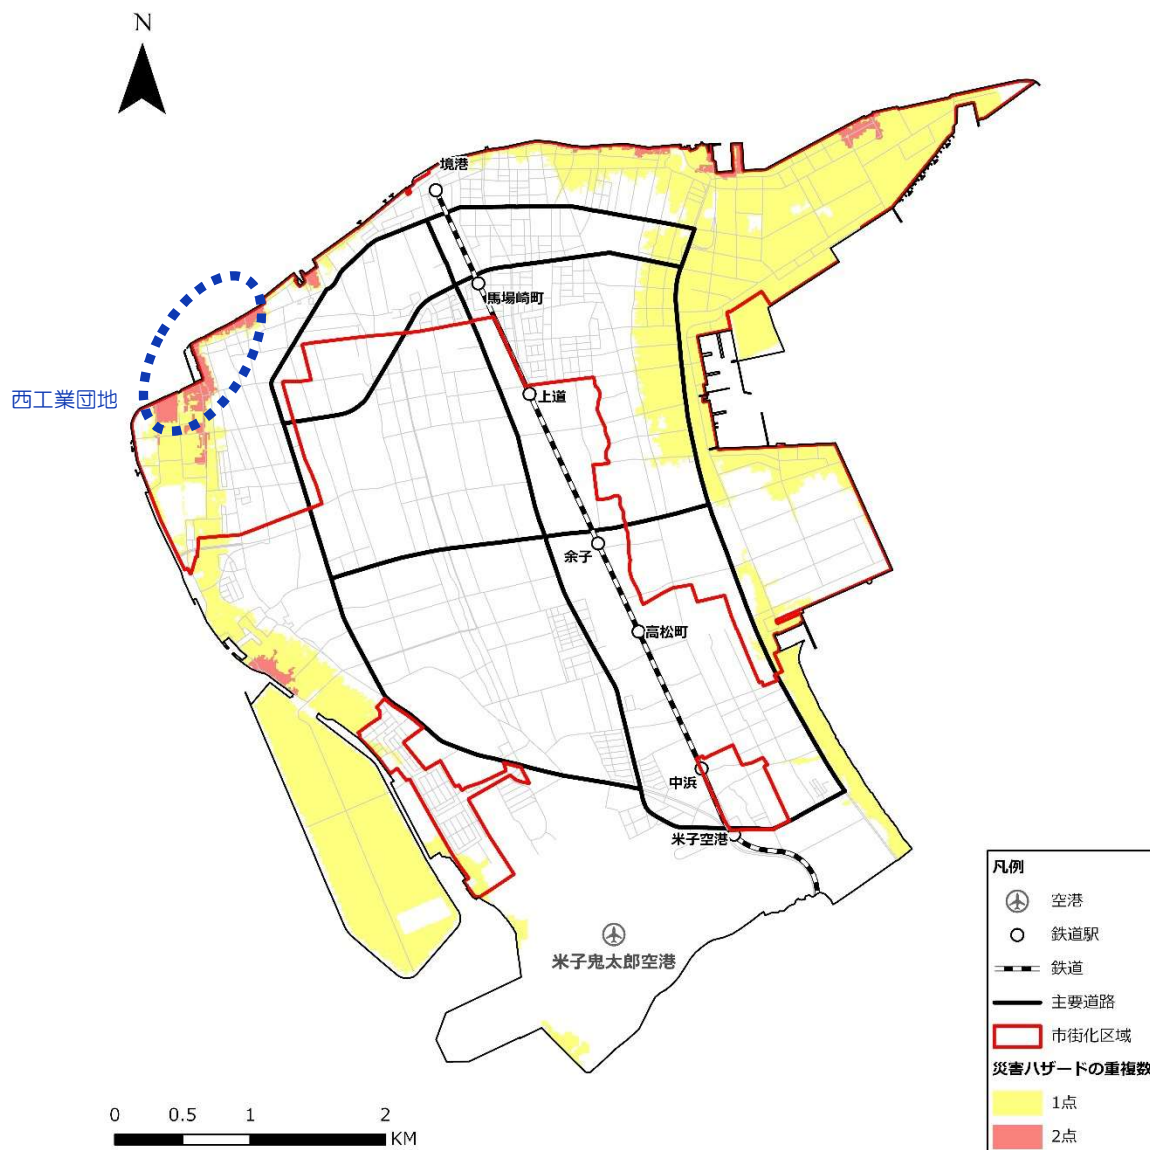 N
境港
馬場崎町
西工業団地
上道
余子
高松町
中浜
米子空港
米子鬼太郎空港
凡例
空港
鉄道駅
鉄道
主要道路
市街化区域
災害ハザードの重複数
1点
2点
0 0.5 1 2
KM